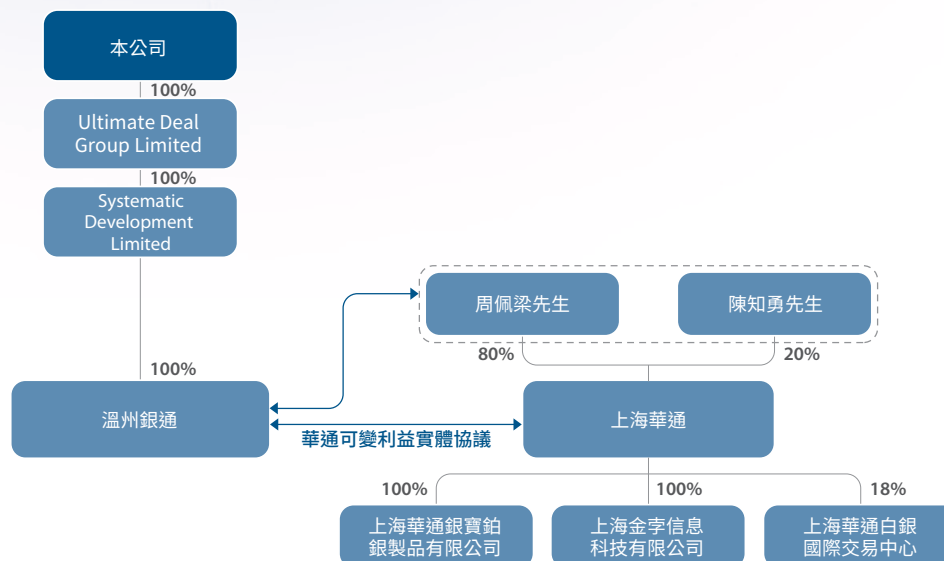 本公司
100%
Ultimate Deal
Group Limited
100%
Systematic
Development
Limited
周佩梁先生
陳知勇先生
80%
20%
100%
溫州銀通
上海華通
華通可變利益實體協議
100%
100%
18%
上海華通銀寶鉑
銀製品有限公司
上海金孛信息
科技有限公司
上海華通白銀
國際交易中心